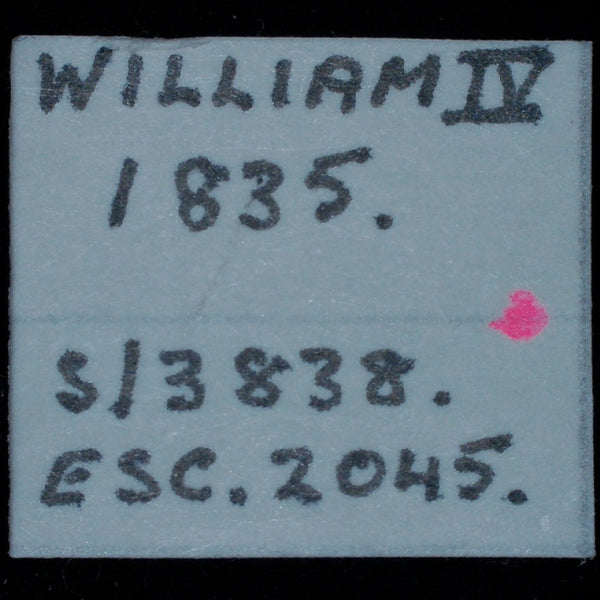 WILLIAM IV
1835.
S/3838.
ESC. 2045.